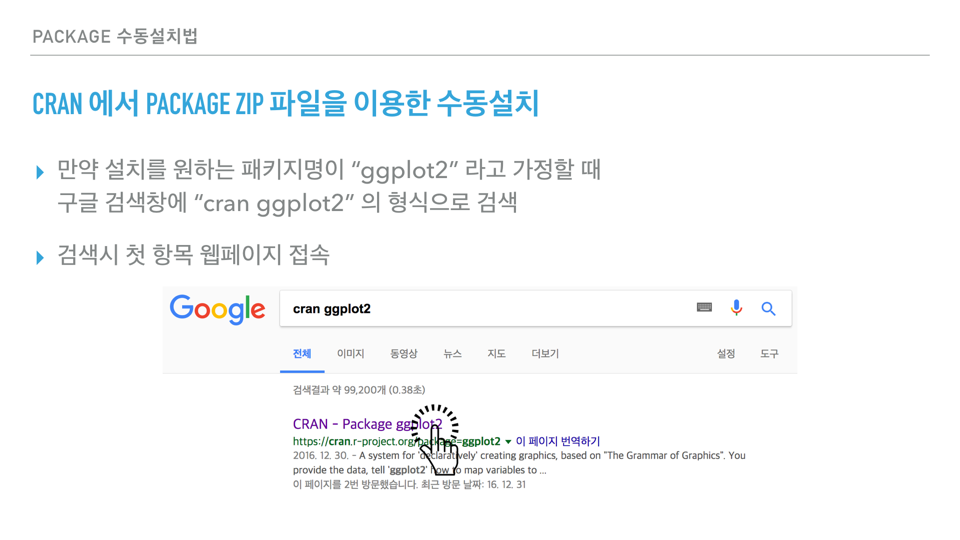 PACKAGE 수동설치법
CRAN 에서 PACKAGE ZIP 파일을 이용한 수동설치
▸ 만약 설치를 원하는 패키지명이 “ggplot2” 라고 가정할 때
구글 검색창에 “cran ggplot2” 의 형식으로 검색
▸ 검색시 첫 항목 웹페이지 접속
Google cran ggplot2
전체 이미지 동영상 뉴스 지도 더보기 설정 도구
검색결과 약 99,200개 (0.38초)
CRAN - Package ggplot2
https://cran.r-project.org/package=ggplot2 ▾ 이 페이지 번역하기
2016. 12. 30. - A system for 'declaratively' creating graphics, based on "The Grammar of Graphics". You
provide the data, tell 'ggplot2' how to map variables to ...
이 페이지를 2번 방문했습니다. 최근 방문 날짜: 16. 12. 31